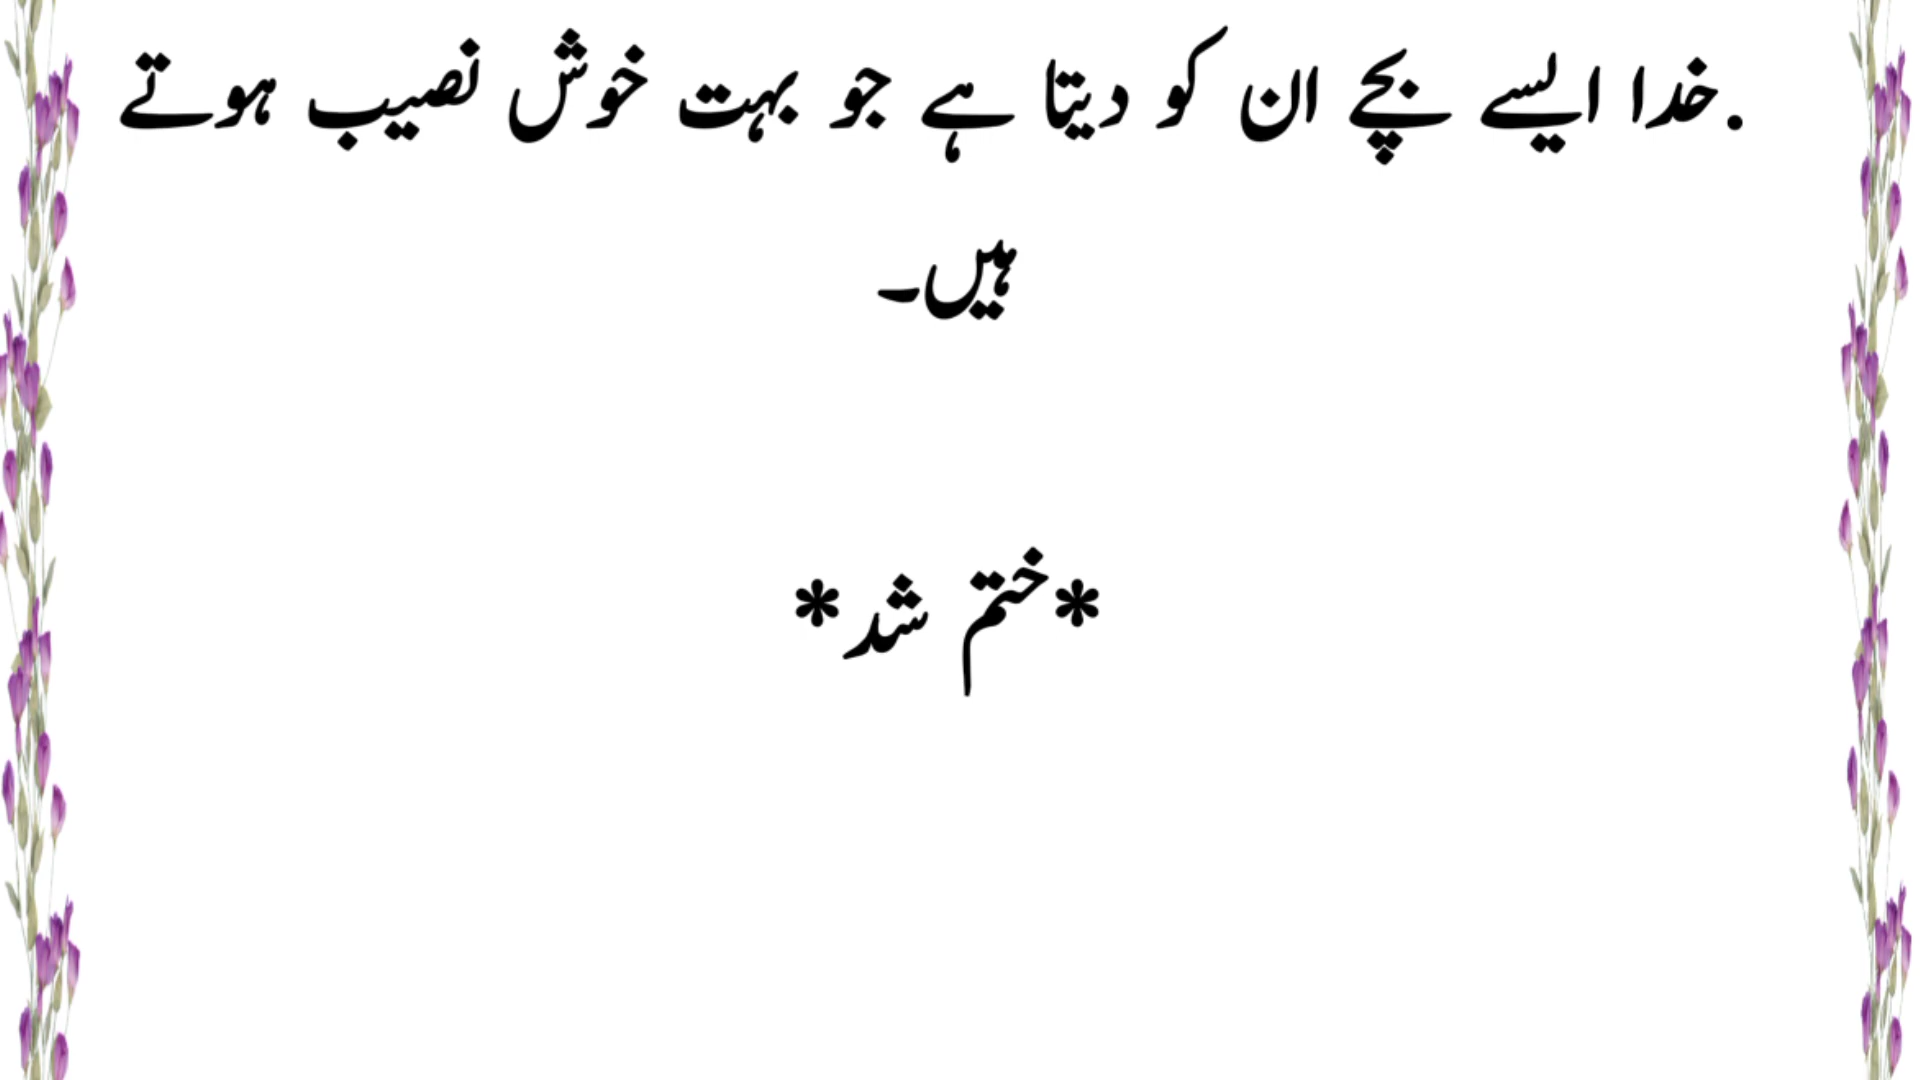 .خدا ایسے بچے ان کو دیتا ہے جو بہت خوش نصیب ہوتے
ہیں۔
*ختم شد*